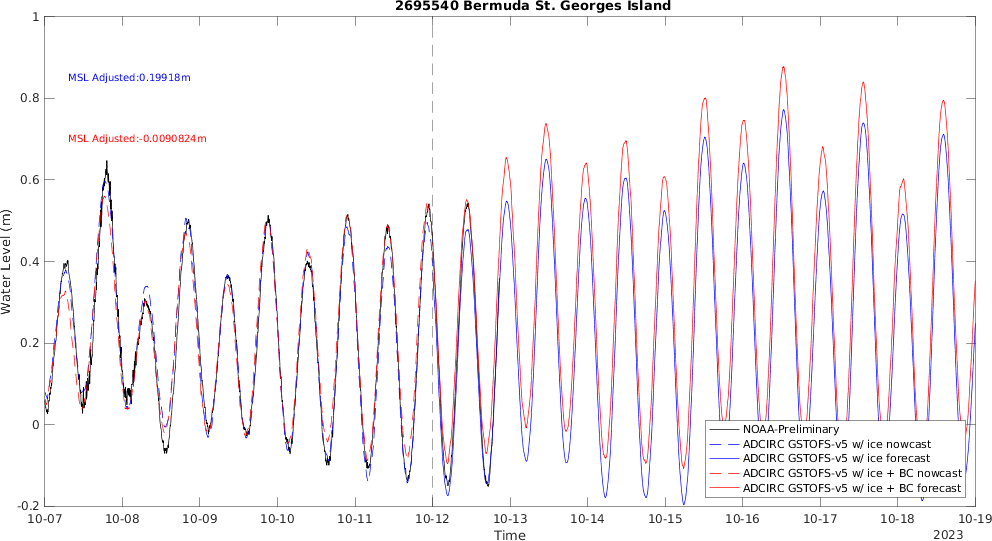 2695540 Bermuda St. Georges Island
MSL Adjusted:0.19918m
MSL Adjusted:-0.0090824m
Water Level (m)
1
0.8
0.6
0.4
0.2
0
-0.2
NOAA-Preliminary
ADCIRC GSTOFS-v5 w/ ice nowcast
ADCIRC GSTOFS-v5 w/ ice forecast
ADCIRC GSTOFS-v5 w/ ice + BC nowcast
ADCIRC GSTOFS-v5 w/ ice + BC forecast
10-07 10-08 10-09 10-10 10-11 10-12 10-13 10-14 10-15 10-16 10-17 10-18 10-19
Time
2023